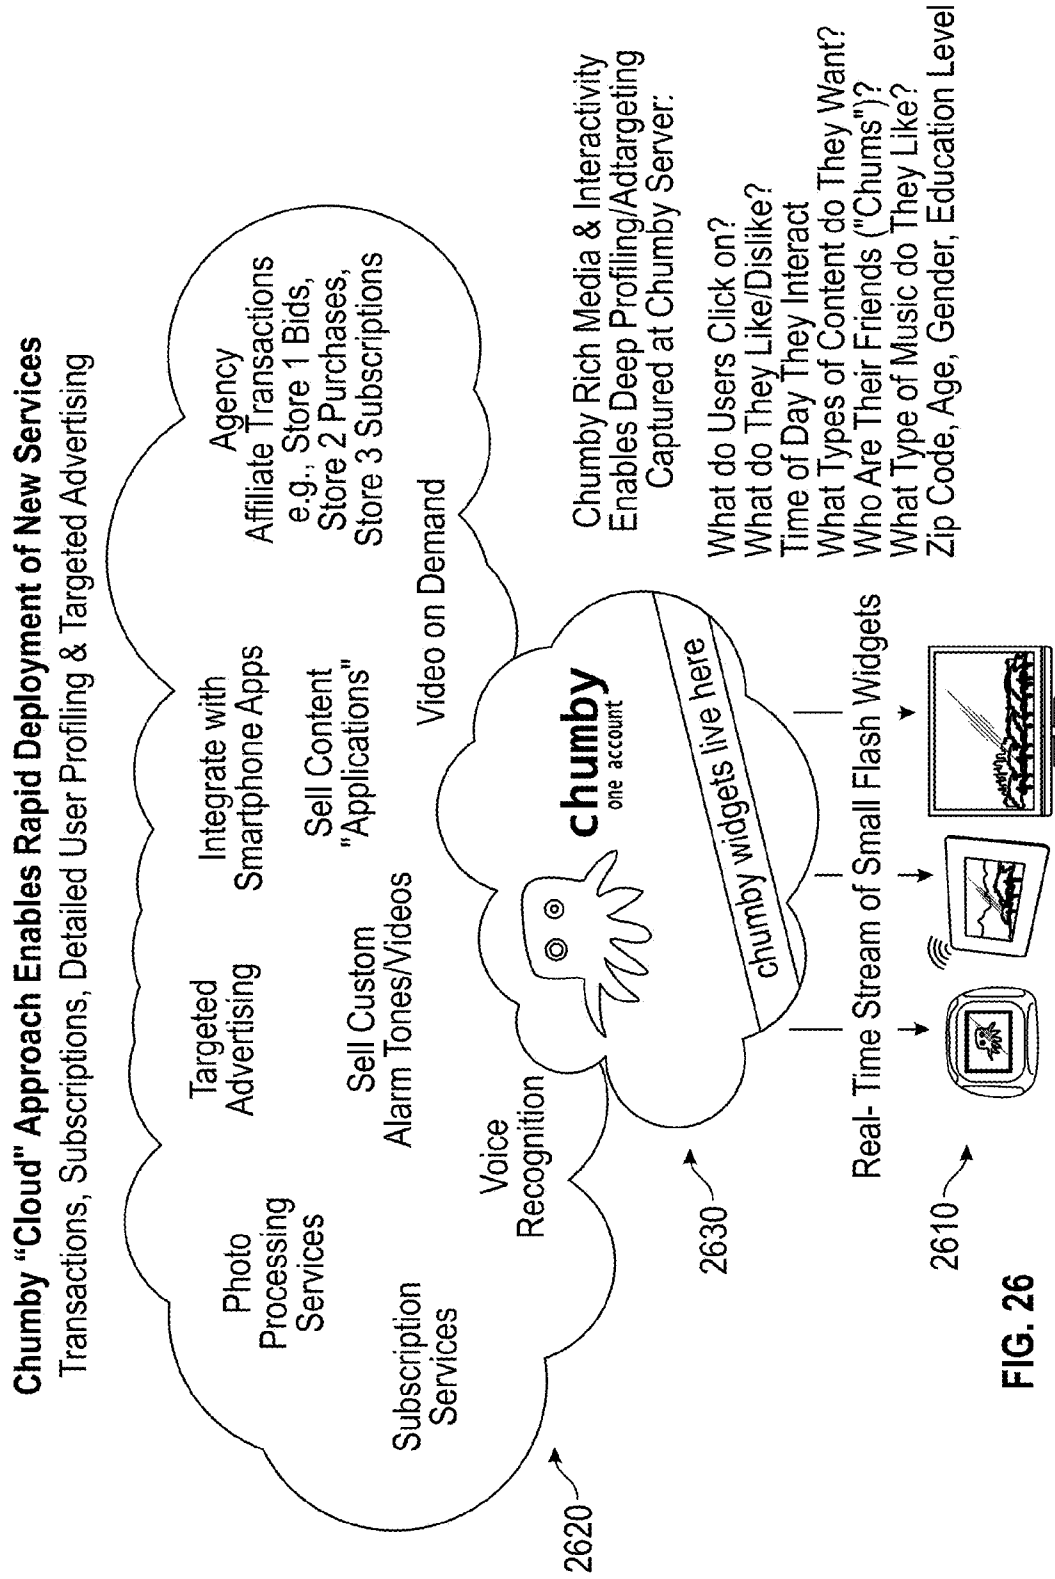 Chumby "Cloud" Approach Enables Rapid Deployment of New Services
Transactions, Subscriptions, Detailed User Profiling & Targeted Advertising
Photo
Processing
Services
Targeted
Advertising
Integrate with
Smartphone Apps
Agency
Affiliate Transactions
e.g., Store 1 Bids,
Store 2 Purchases,
Store 3 Subscriptions
Subscription
Services
Sell Custom
Alarm Tones/Videos
Sell Content
"Applications"
Video on Demand
Voice
Recognition
2620
chumby
one account
chumby widgets live here
2630
Chumby Rich Media & Interactivity
Enables Deep Profiling/Adtargeting
Captured at Chumby Server:
What do Users Click on?
What do They Like/Dislike?
Time of Day They Interact
What Types of Content do They Want?
Who Are Their Friends ("Chums")?
What Type of Music do They Like?
Zip Code, Age, Gender, Education Level
Real- Time Stream of Small Flash Widgets
2610
FIG. 26